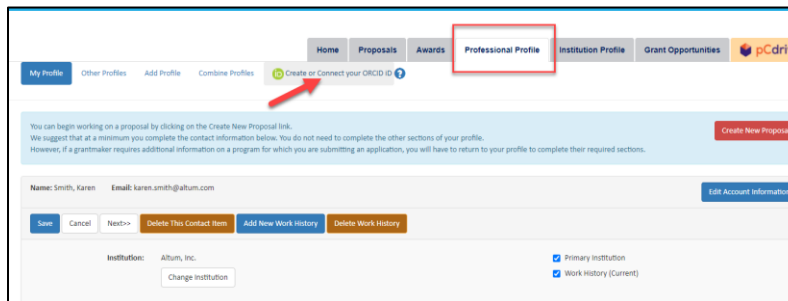 Home Proposals Awards Professional Profile Institution Profile Grant Opportunities pCdri
My Profile Other Profiles Add Profile Combine Profiles iD Create or Connect your ORCID iD ?
You can begin working on a proposal by clicking on the Create New Proposal link.
We suggest that at a minimum you complete the contact information below. You do not need to complete the other sections of your profile.
However, if a grantmaker requires additional information on a program for which you are submitting an application, you will have to return to your profile to complete their required sections.
Create New Proposa
Name: Smith, Karen Email: karen.smith@altum.com
Edit Account Information
Save Cancel Next>> Delete This Contact Item Add New Work History Delete Work History
Institution: Altum, Inc. Primary Institution
Change Institution Work History (Current)